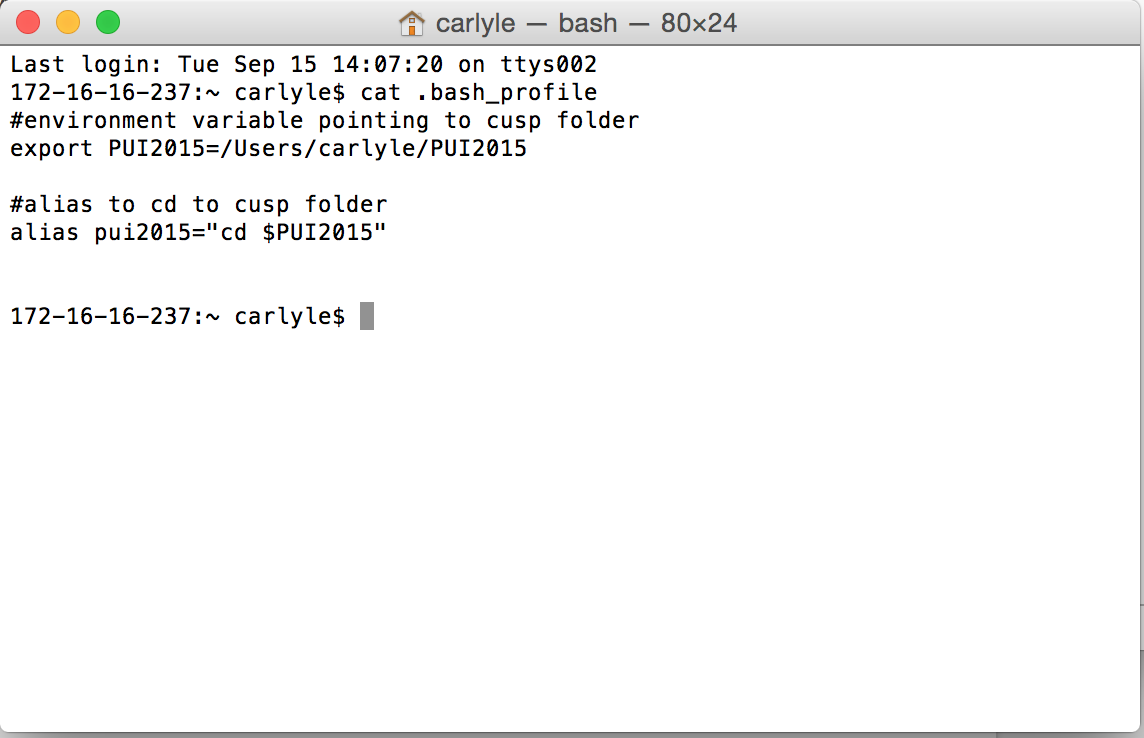 carlyle — bash — 80×24
Last login: Tue Sep 15 14:07:20 on ttys002
172-16-16-237:~ carlyle$ cat .bash_profile
#environment variable pointing to cusp folder
export PUI2015=/Users/carlyle/PUI2015
#alias to cd to cusp folder
alias pui2015="cd $PUI2015"
172-16-16-237:~ carlyle$